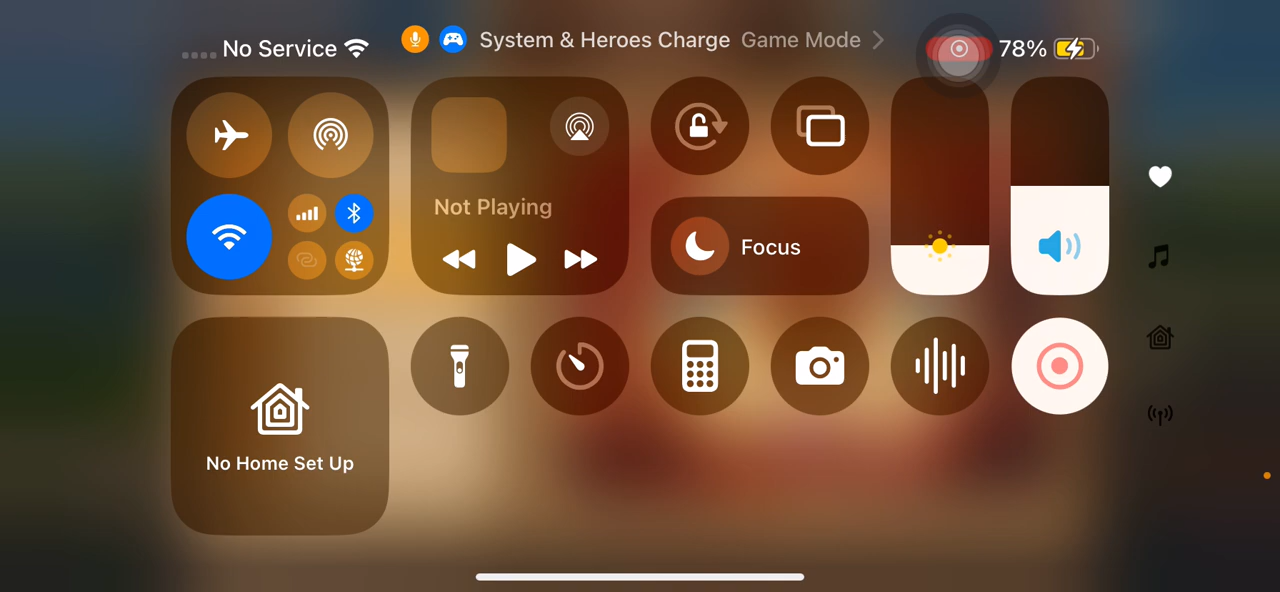 No Service
System & Heroes Charge Game Mode
78%
Not Playing
Focus
No Home Set Up